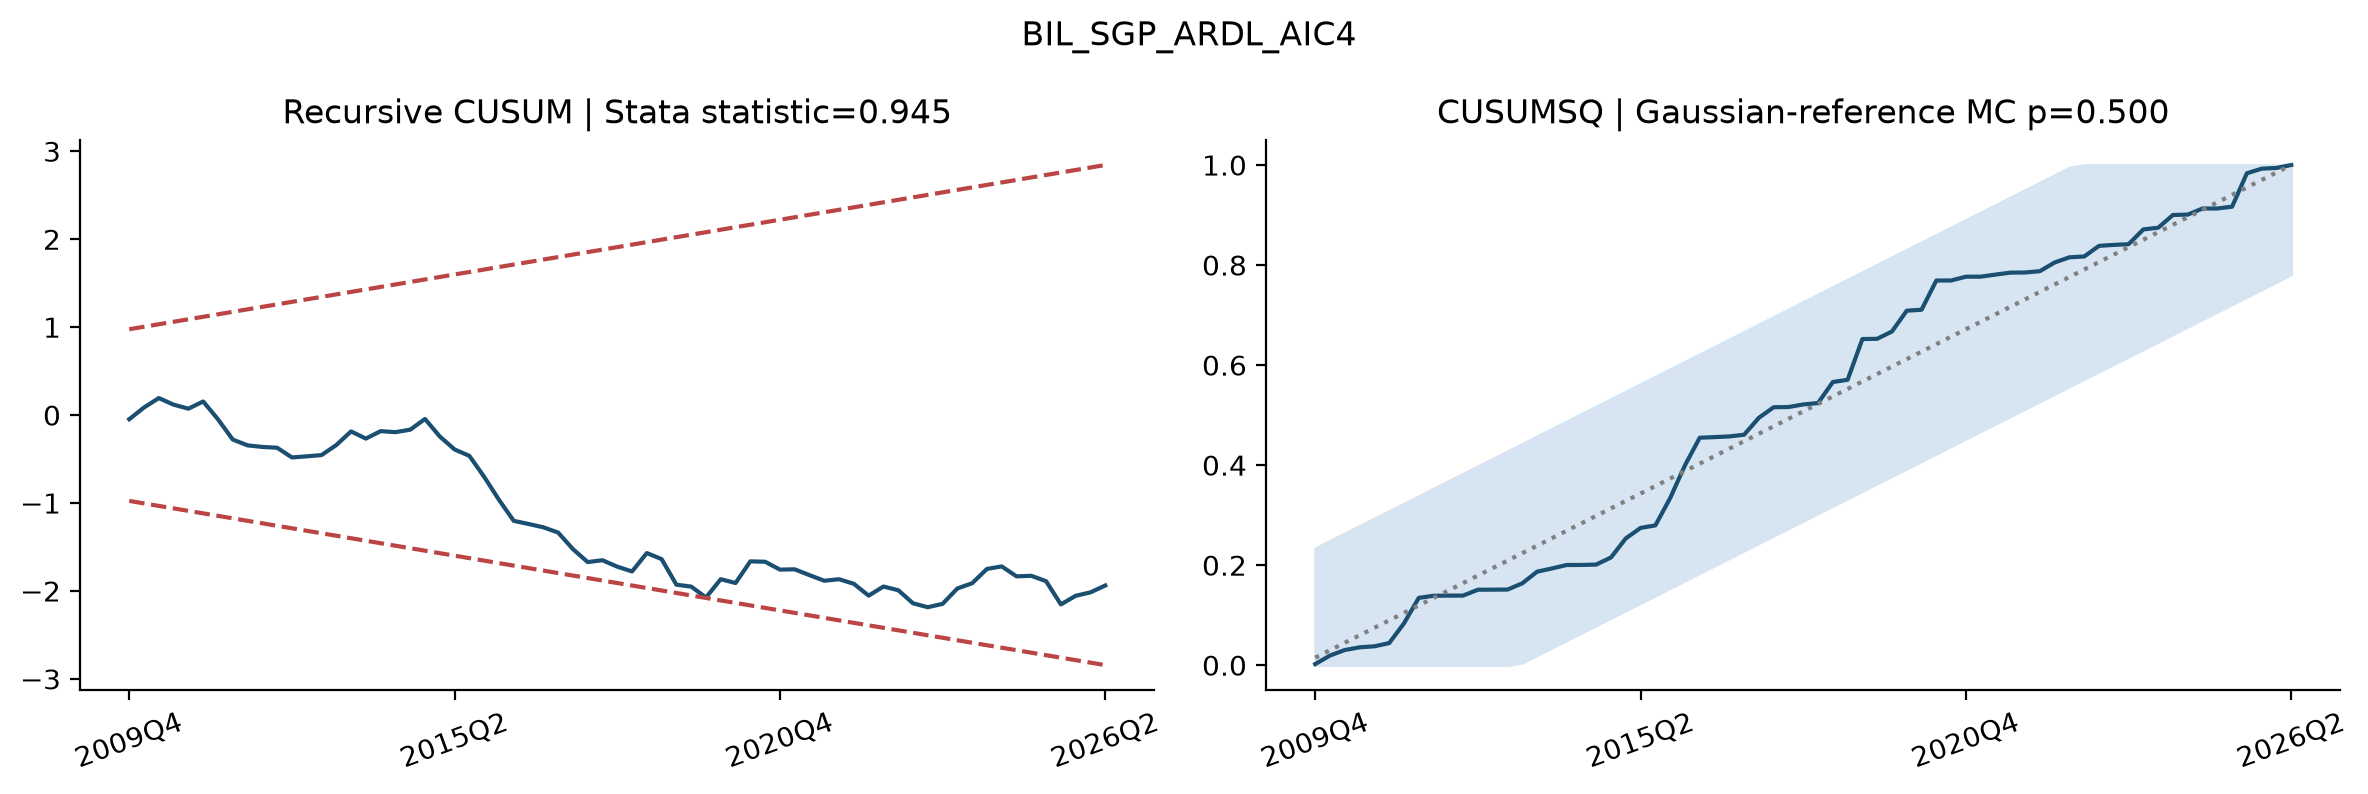 BIL_SGP_ARDL_AIC4
Recursive CUSUM | Stata statistic=0.945
3
2
1
0
−1
−2
−3
2009Q4
2015Q2
2020Q4
2026Q2
CUSUMSQ | Gaussian-reference MC p=0.500
1.0
0.8
0.6
0.4
0.2
0.0
2009Q4
2015Q2
2020Q4
2026Q2